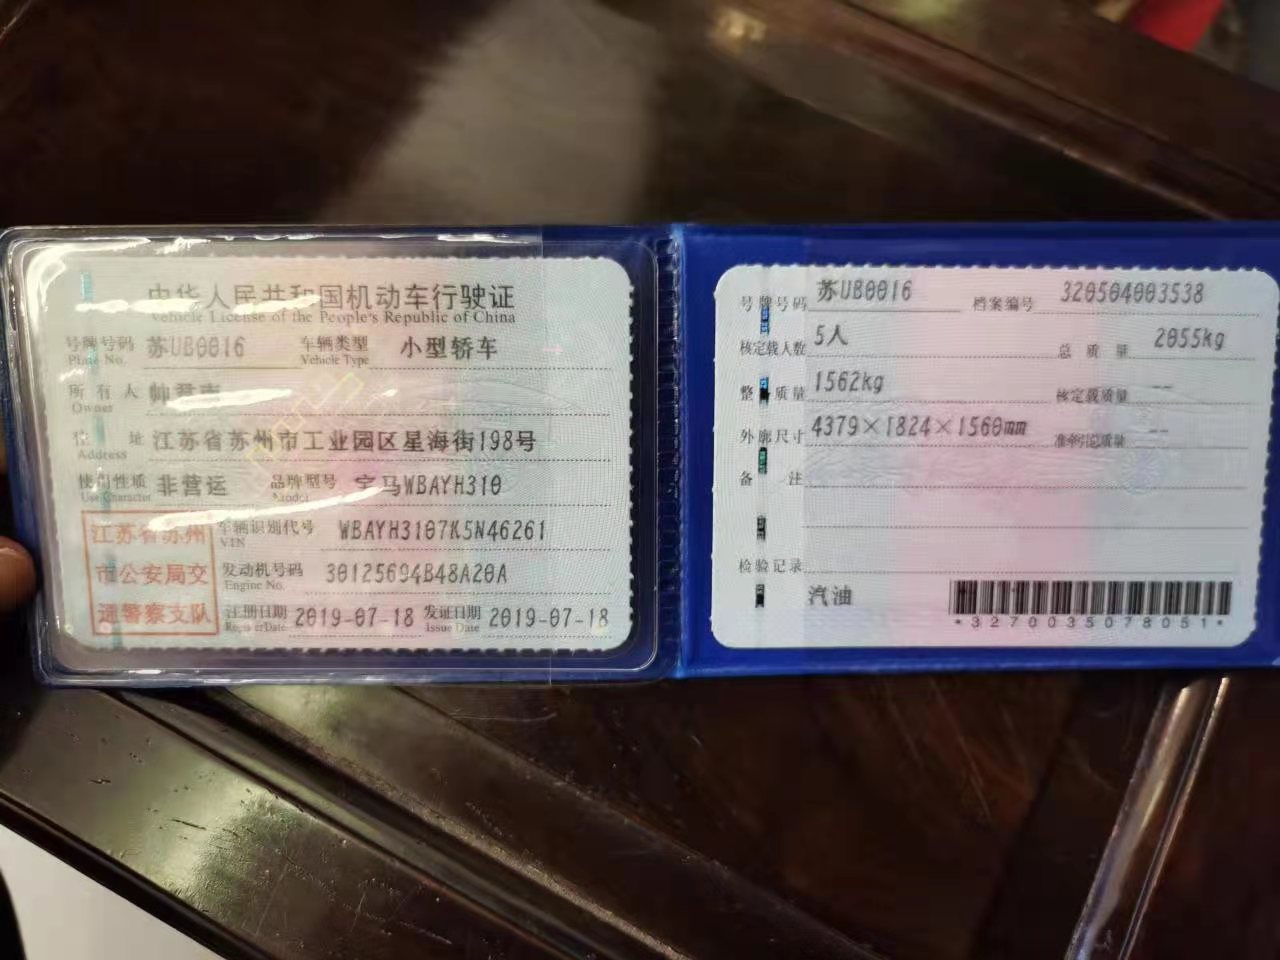 中华人民共和国机动车行驶证
Vehicle License of the People's Republic of China
号牌号码 苏UB0016 车辆类型 小型轿车
Plate No. Vehicle Type
所有人
Owner
住址 江苏省苏州市工业园区星海街198号
Address
使用性质 非营运 品牌型号 宝马WBAYH310
Use Character Model
江苏省苏州
市公安局交
通警察支队
车辆识别代号 WBAYH3107K5N46261
VIN
发动机号码 30125694B48A20A
Engine No.
注册日期 2019-07-18 发证日期 2019-07-18
Register Date Issue Date
号牌号码 苏UB0016 档案编号 320504003538
核定载人数 5人 总质量 2055kg
整备质量 1562kg 核定载质量 --
外廓尺寸 4379×1824×1560mm 准牵引总质量 --
备注
检验记录
汽油
*3270035078051*